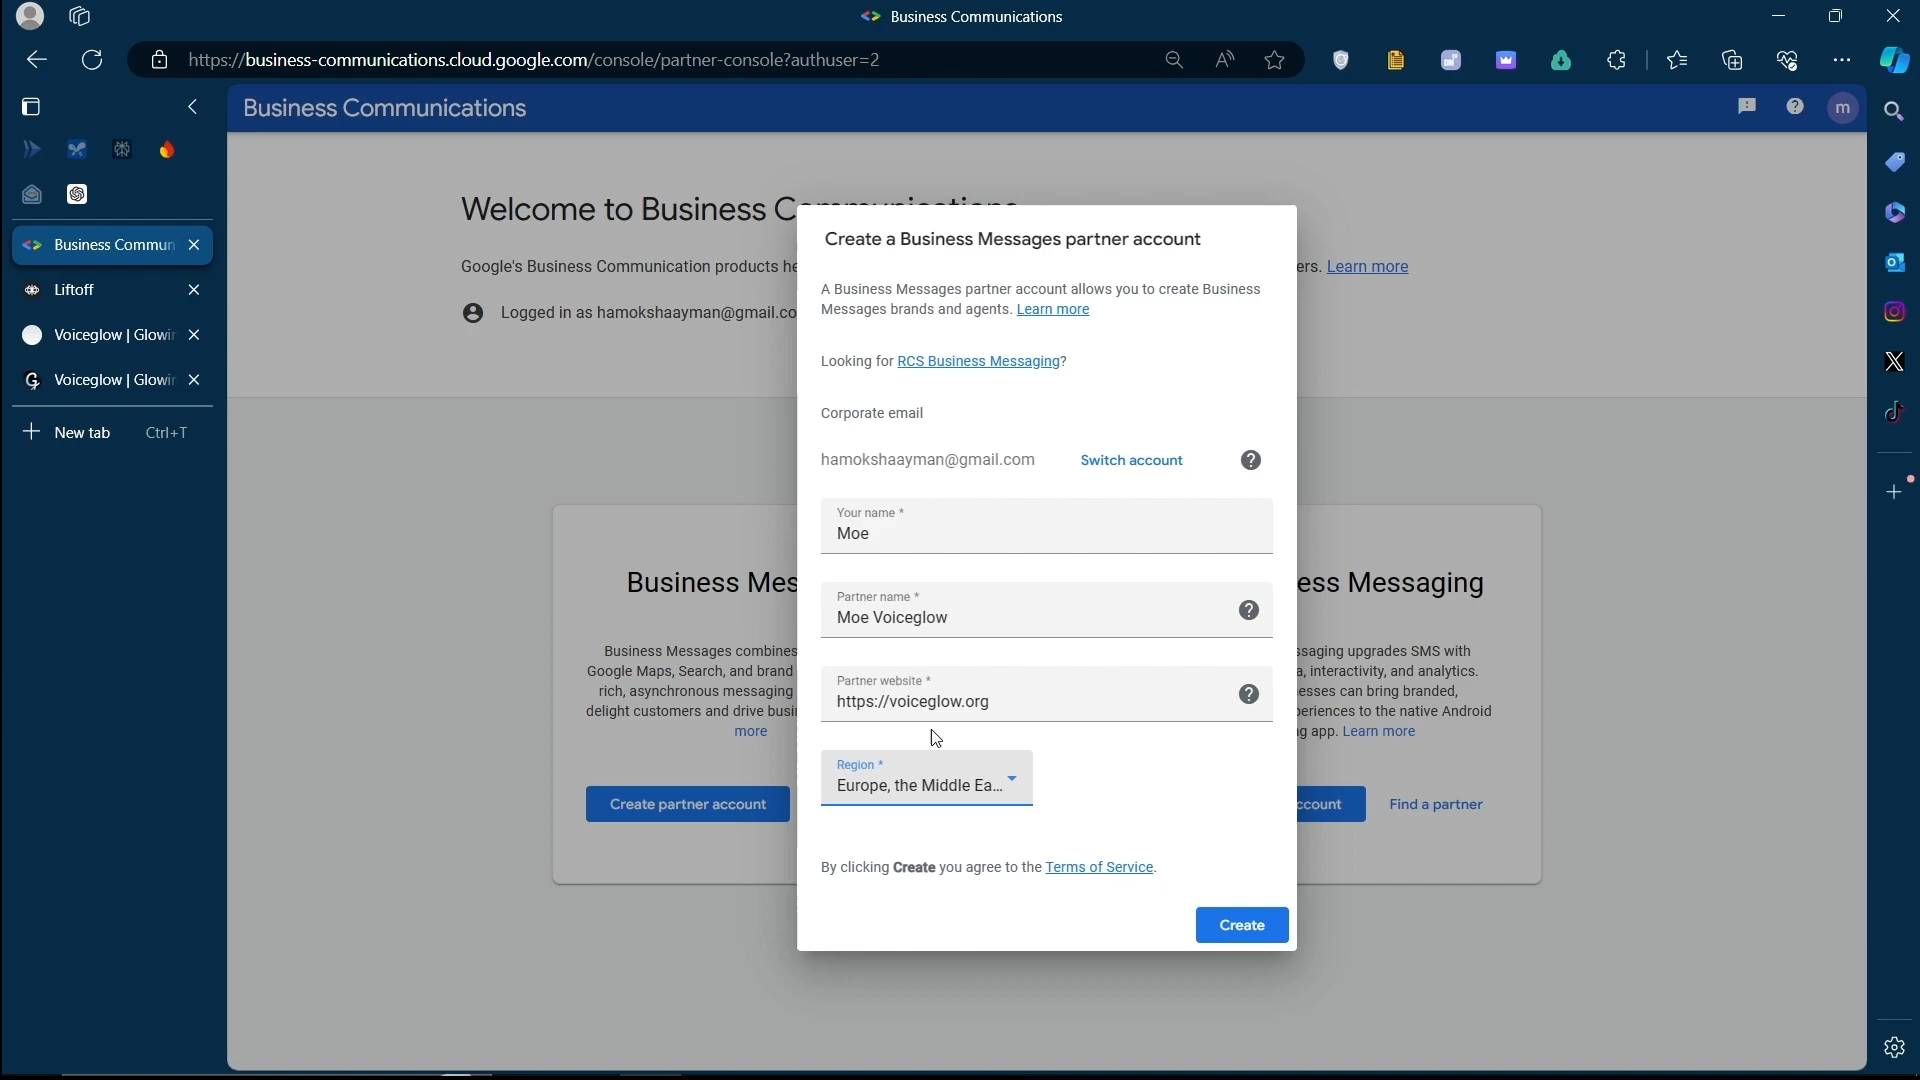 Business Communications
https://business-communications.cloud.google.com/console/partner-console?authuser=2
Business Communications
m
Business Commun
Liftoff
Voiceglow | Glowin
Voiceglow | Glowin
New tab Ctrl+T
Welcome to Business
Google's Business Communication products
ers. Learn more
Logged in as hamokshaayman@gmail.co
Create a Business Messages partner account
A Business Messages partner account allows you to create Business
Messages brands and agents. Learn more
Looking for RCS Business Messaging?
Corporate email
hamokshaayman@gmail.com Switch account
Your name *
Moe
Partner name *
Moe Voiceglow
Partner website *
https://voiceglow.org
Region *
Europe, the Middle Ea...
By clicking Create you agree to the Terms of Service.
Create
Business Mes
Business Messages combines
Google Maps, Search, and brand
rich, asynchronous messaging
delight customers and drive busi
more
Create partner account
ess Messaging
ssaging upgrades SMS with
a, interactivity, and analytics.
esses can bring branded,
periences to the native Android
g app. Learn more
ccount Find a partner